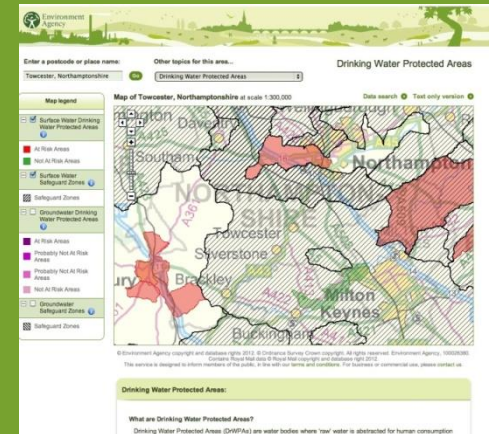 Environment
Agency
Enter a postcode or place name:
Other topics for this area...
Drinking Water Protected Areas
Towcester, Northamptonshire
Go
Drinking Water Protected Areas
Map legend
Map of Towcester, Northamptonshire at scale 1:300,000
Data search
Text only version
Surface Water Drinking
Water Protected Areas
At Risk Areas
Not At Risk Areas
Surface Water
Safeguard Zones
Safeguard Zones
Groundwater Drinking
Water Protected Areas
At Risk Areas
Probably Not At Risk
Areas
Probably Not At Risk
Areas
Not At Risk Areas
Groundwater
Safeguard Zones
Safeguard Zones
A425
Southam
Northampton
NORTHAMPTON
SHIRE
A361
Towcester
Silverstone
Brackley
A422
A413
Milton
Keynes
Buckingham
© Environment Agency copyright and database rights 2012. © Ordnance Survey Crown copyright. All rights reserved. Environment Agency, 100026380.
Contains Royal Mail data © Royal Mail copyright and database right 2012.
This service is designed to inform members of the public, in line with our terms and conditions. For business or commercial use, please contact us.
Drinking Water Protected Areas:
What are Drinking Water Protected Areas?
Drinking Water Protected Areas (DrWPAs) are water bodies where 'raw' water is abstracted for human consumption